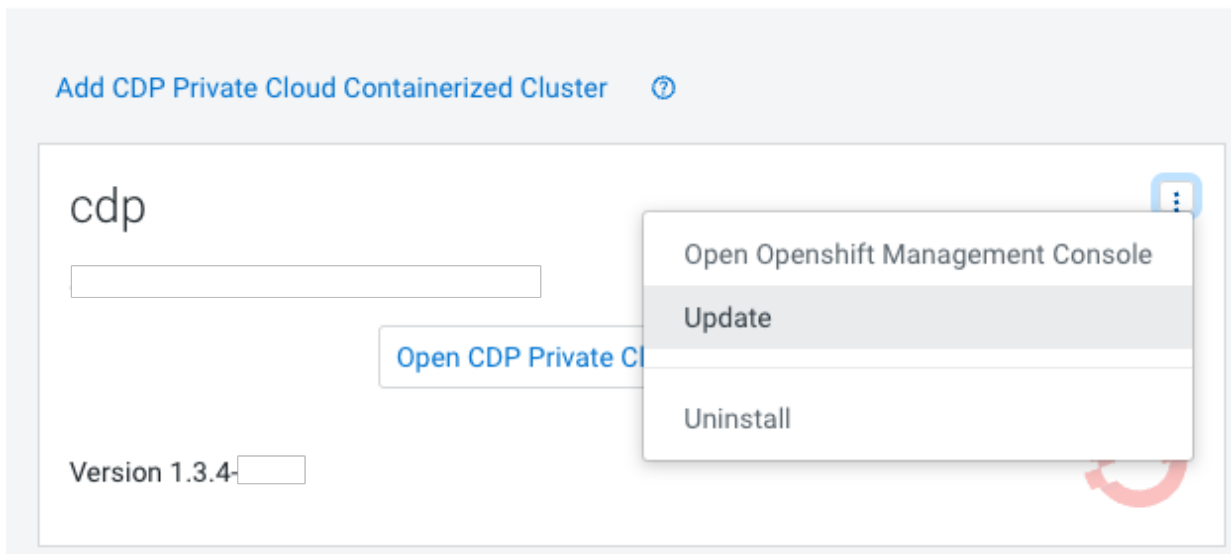 Add CDP Private Cloud Containerized Cluster
cdp
Open Openshift Management Console
Update
Open CDP Private Cl
Uninstall
Version 1.3.4-